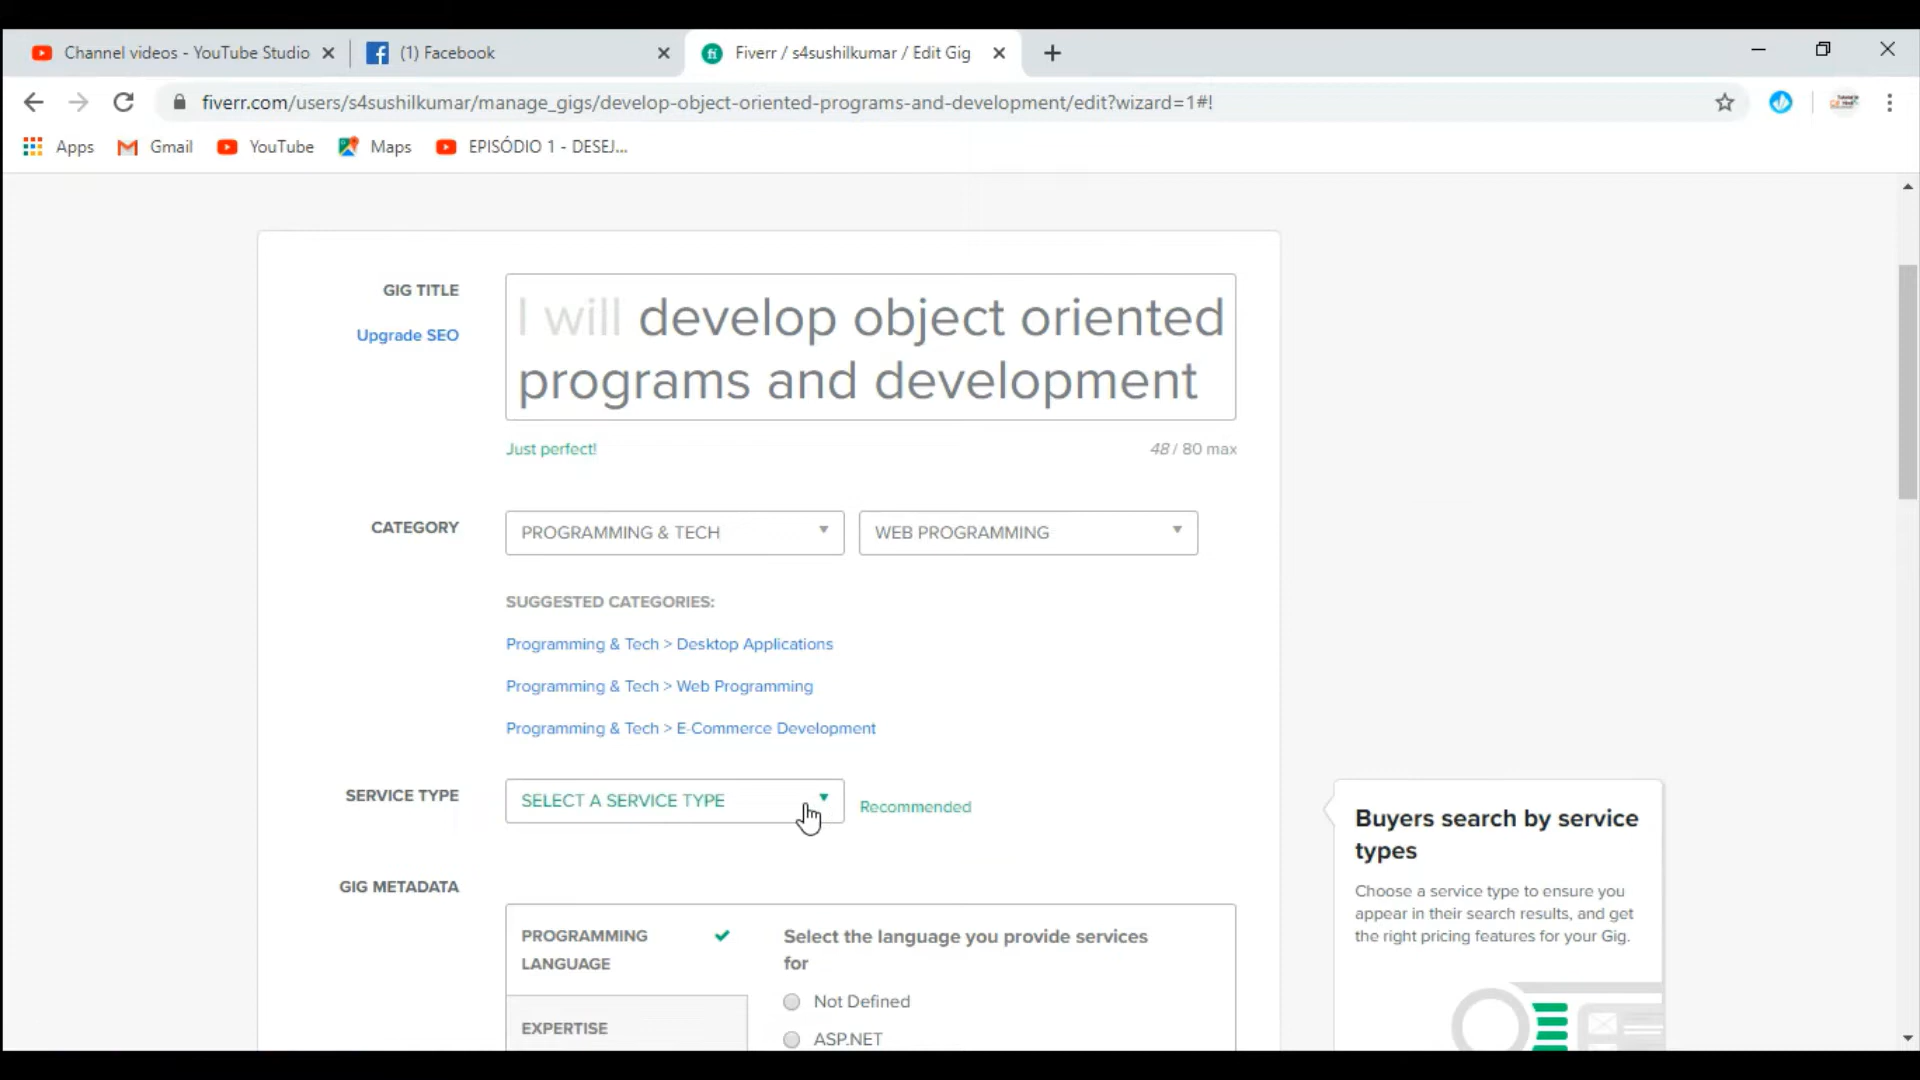 Channel videos - YouTube Studio
(1) Facebook
Fiverr / s4sushilkumar / Edit Gig
fiverr.com/users/s4sushilkumar/manage_gigs/develop-object-oriented-programs-and-development/edit?wizard=1#!
Apps
Gmail
YouTube
Maps
EPISÓDIO 1 - DESEJ...
GIG TITLE
Upgrade SEO
I will develop object oriented
programs and development
Just perfect!
48 / 80 max
CATEGORY
PROGRAMMING & TECH
WEB PROGRAMMING
SUGGESTED CATEGORIES:
Programming & Tech > Desktop Applications
Programming & Tech > Web Programming
Programming & Tech > E-Commerce Development
SERVICE TYPE
SELECT A SERVICE TYPE
Recommended
Buyers search by service
types
Choose a service type to ensure you
appear in their search results, and get
the right pricing features for your Gig.
GIG METADATA
PROGRAMMING
LANGUAGE
EXPERTISE
Select the language you provide services
for
Not Defined
ASP.NET